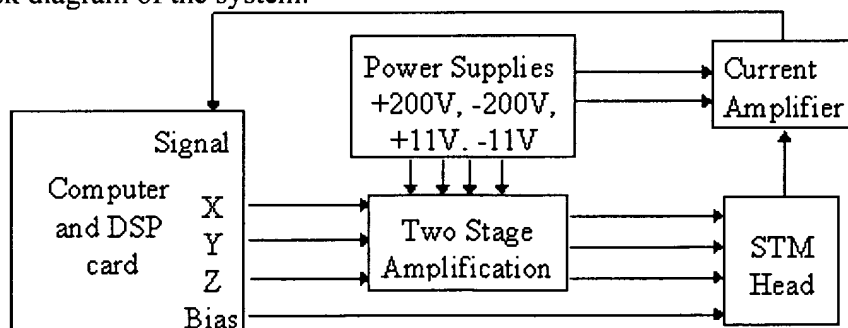 k diagram of the system.
Power Supplies
+200V, -200V,
+11V. -11V
Current
Amplifier
Signal
Computer
and DSP
card
X
Y
Z
Bias
Two Stage
Amplification
STM
Head